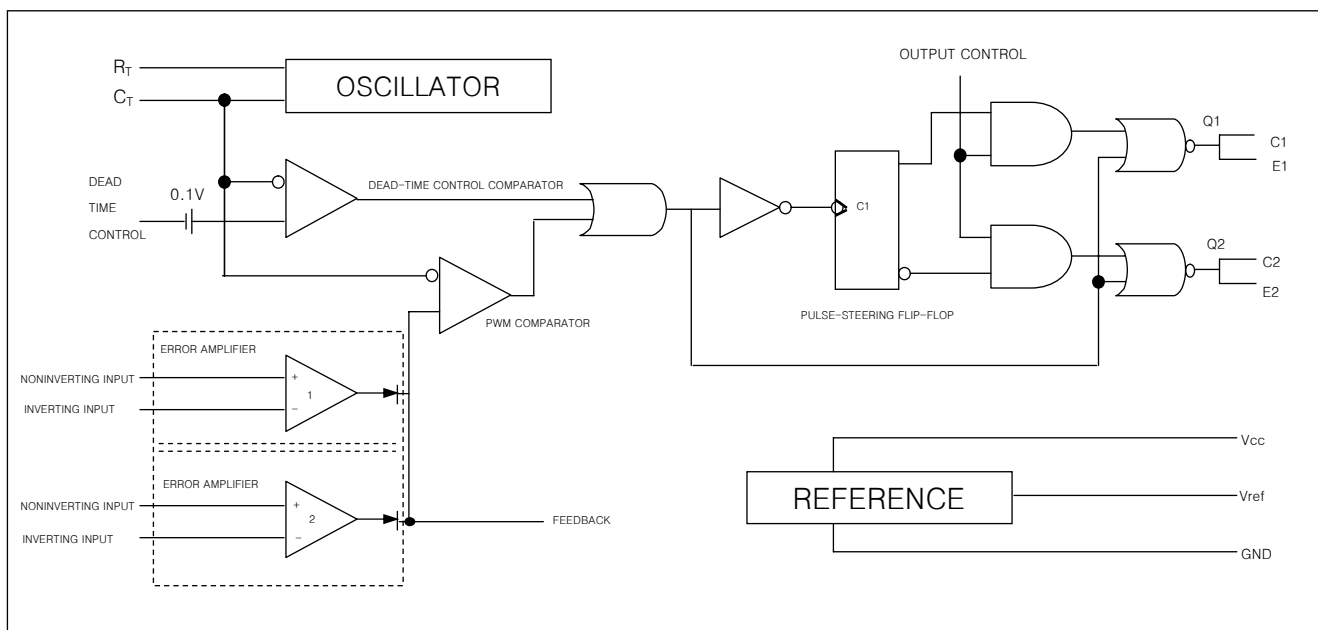 OUTPUT CONTROL
RT
CT
OSCILLATOR
Q1
C1
E1
DEAD
TIME
CONTROL
0.1V
DEAD-TIME CONTROL COMPARATOR
C1
Q2
C2
E2
PWM COMPARATOR
PULSE-STEERING FLIP-FLOP
ERROR AMPLIFIER
NONINVERTING INPUT
INVERTING INPUT
+
1
−
ERROR AMPLIFIER
NONINVERTING INPUT
INVERTING INPUT
+
2
−
FEEDBACK
Vcc
REFERENCE
Vref
GND